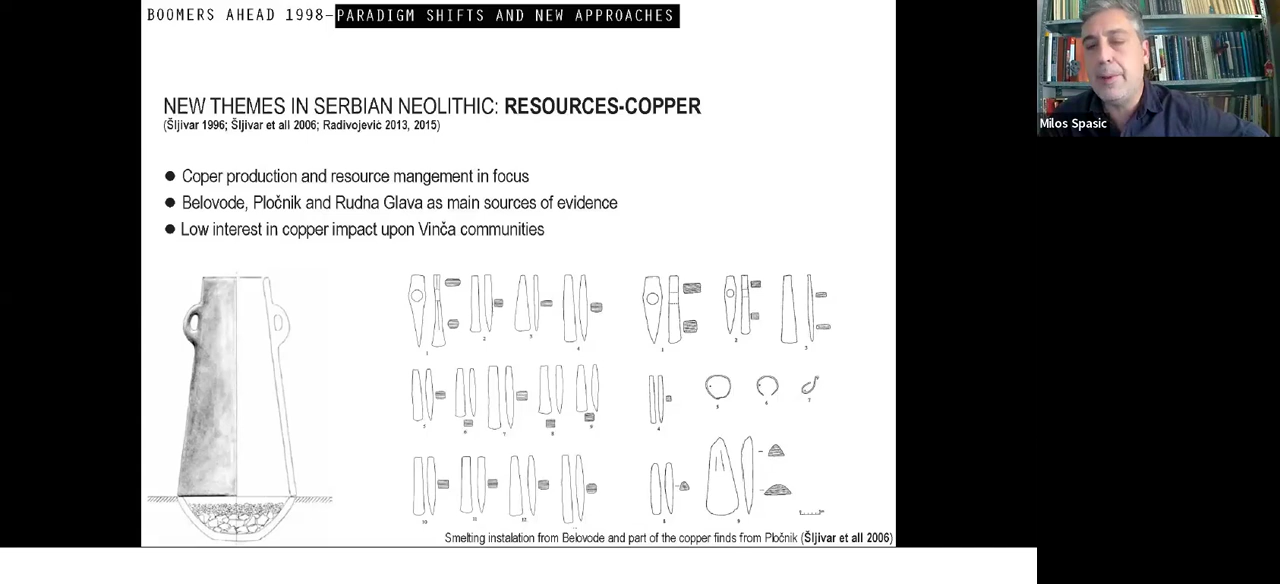 BOOMERS AHEAD 1998–PARADIGM SHIFTS AND NEW APPROACHES
NEW THEMES IN SERBIAN NEOLITHIC: RESOURCES-COPPER
(Šljivar 1996; Šljivar et all 2006; Radivojević 2013, 2015)
● Coper production and resource mangement in focus
● Belovode, Pločnik and Rudna Glava as main sources of evidence
● Low interest in copper impact upon Vinča communities
Smelting instalation from Belovode and part of the copper finds from Pločnik (Šljivar et all 2006)
Milos Spasic